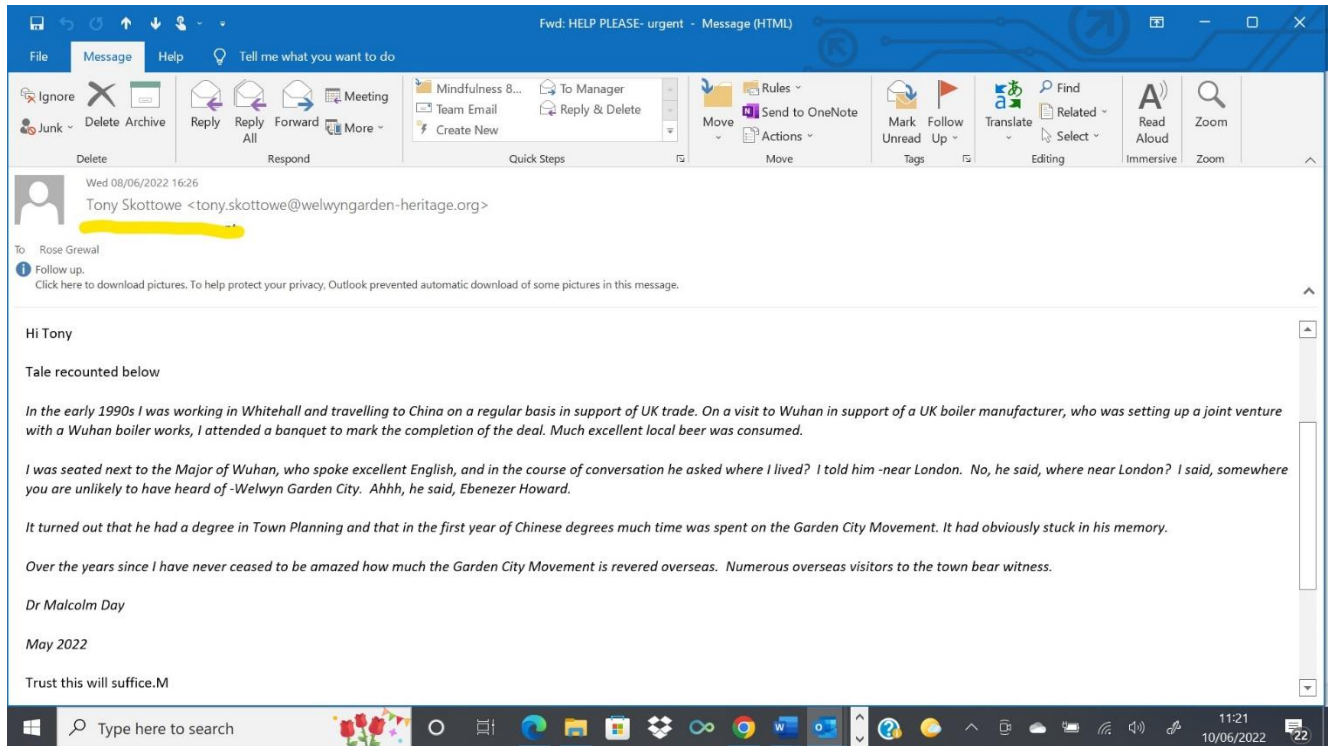 Fwd: HELP PLEASE- urgent - Message (HTML)
File Message Help Tell me what you want to do
Ignore
Junk
Delete Archive
Delete
Reply Reply All Forward
Meeting
More
Respond
Mindfulness 8... To Manager
Team Email Reply & Delete
Create New
Quick Steps
Move
Rules
Send to OneNote
Actions
Move
Mark Unread Follow Up
Tags
Translate
Find
Related
Select
Editing
Read Aloud
Immersive
Zoom
Zoom
Wed 08/06/2022 16:26
Tony Skottowe <tony.skottowe@welwyngarden-heritage.org>
To Rose Grewal
Follow up.
Click here to download pictures. To help protect your privacy, Outlook prevented automatic download of some pictures in this message.
Hi Tony
Tale recounted below
In the early 1990s I was working in Whitehall and travelling to China on a regular basis in support of UK trade. On a visit to Wuhan in support of a UK boiler manufacturer, who was setting up a joint venture
with a Wuhan boiler works, I attended a banquet to mark the completion of the deal. Much excellent local beer was consumed.
I was seated next to the Major of Wuhan, who spoke excellent English, and in the course of conversation he asked where I lived? I told him -near London. No, he said, where near London? I said, somewhere
you are unlikely to have heard of -Welwyn Garden City. Ahhh, he said, Ebenezer Howard.
It turned out that he had a degree in Town Planning and that in the first year of Chinese degrees much time was spent on the Garden City Movement. It had obviously stuck in his memory.
Over the years since I have never ceased to be amazed how much the Garden City Movement is revered overseas. Numerous overseas visitors to the town bear witness.
Dr Malcolm Day
May 2022
Trust this will suffice.M
Type here to search
11:21
10/06/2022
22